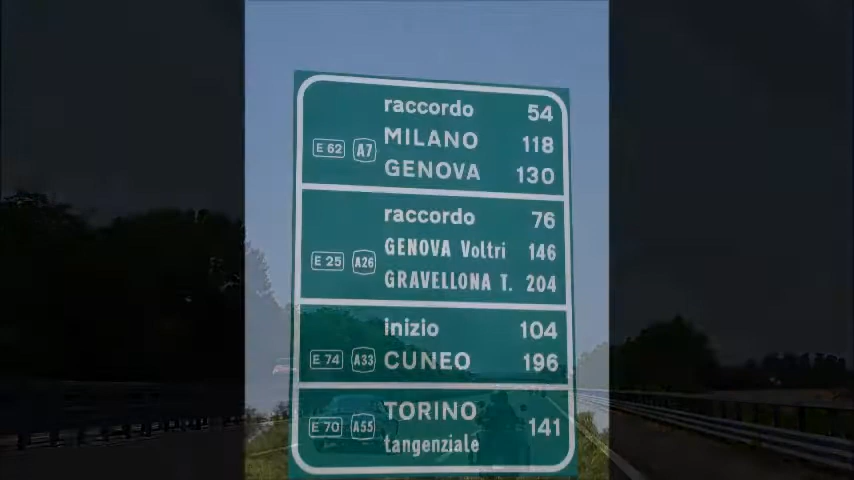 raccordo 54
E 62 A7 MILANO 118
GENOVA 130
raccordo 76
E 25 A26 GENOVA Voltri 146
GRAVELLONA T. 204
inizio 104
E 74 A33 CUNEO 196
E 70 A55 TORINO 141
tangenziale